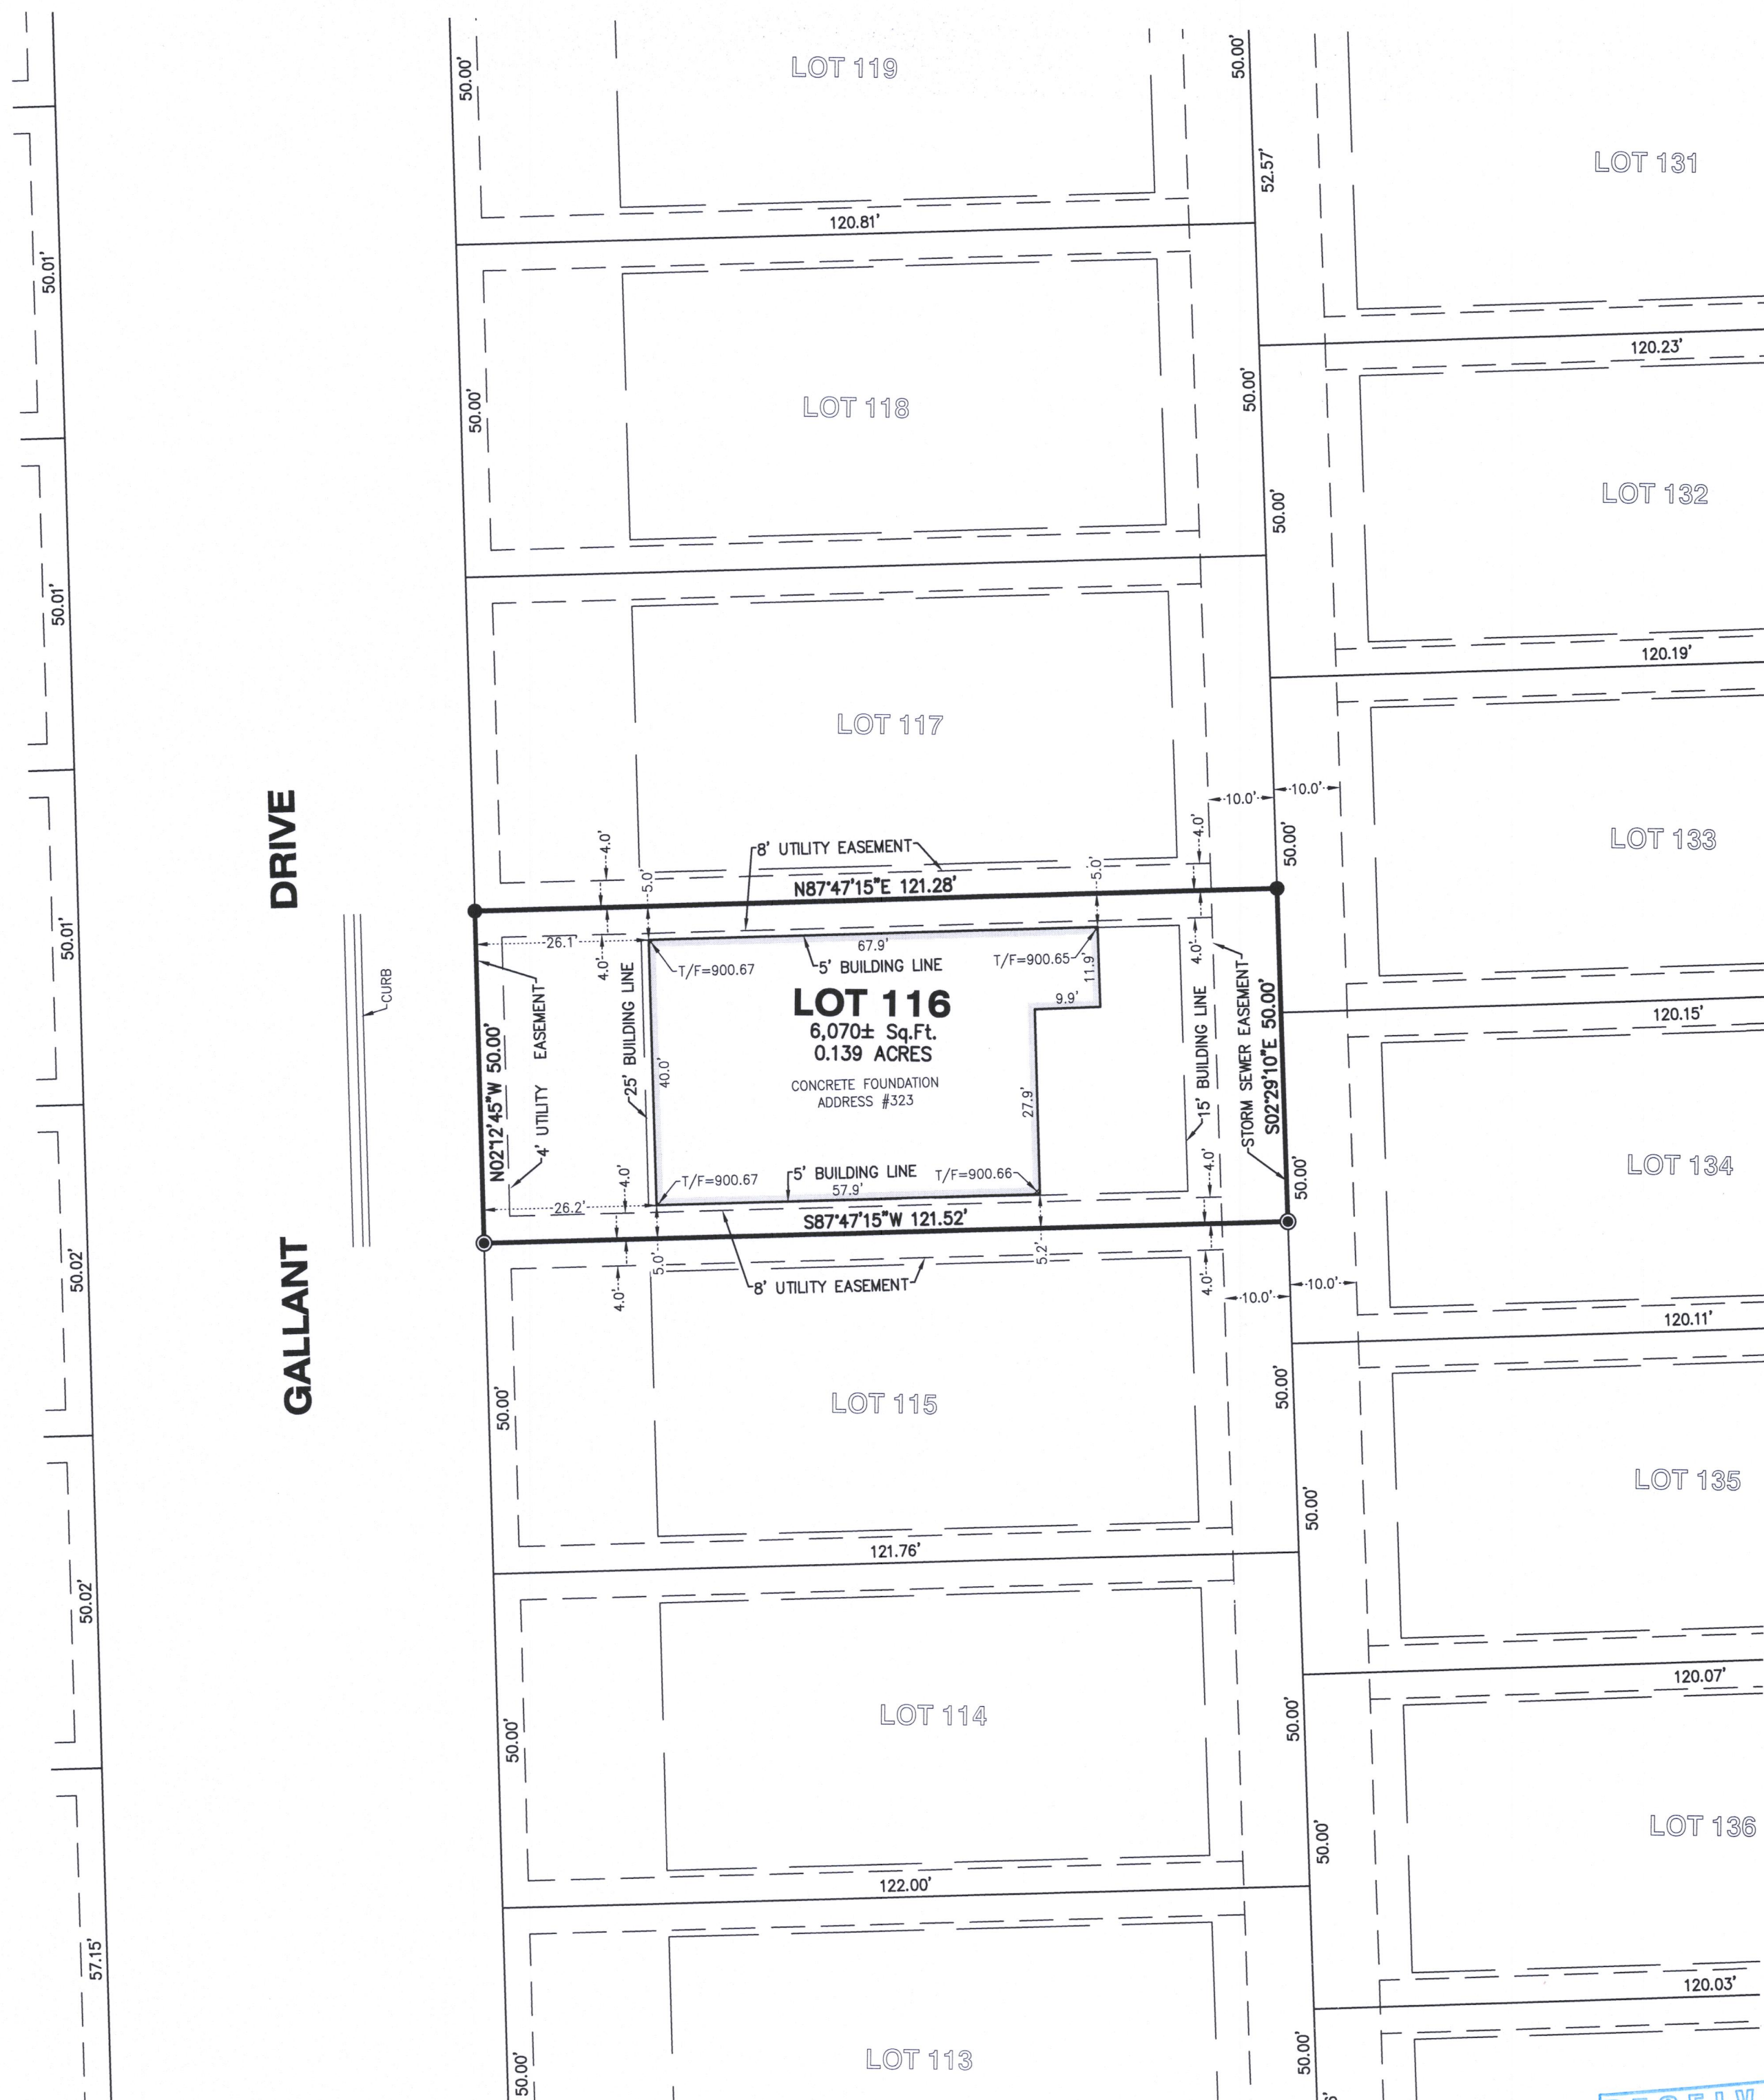 LOT 119
50.00'
50.00'
52.57'
LOT 131
120.81'
50.01'
120.23'
LOT 118
50.00'
50.00'
LOT 132
50.00'
50.01'
120.19'
LOT 117
10.0'
10.0'
LOT 133
50.00'
DRIVE
4.0'
4.0'
8' UTILITY EASEMENT
5.0'
5.0'
N87°47'15"E 121.28'
50.01'
26.1'
4.0'
67.9'
4.0'
T/F=900.67
5' BUILDING LINE
T/F=900.65
11.9'
CURB
9.9'
LOT 116
6,070± Sq.Ft.
0.139 ACRES
CONCRETE FOUNDATION
ADDRESS #323
N02°12'45"W 50.00'
4' UTILITY EASEMENT
25' BUILDING LINE
40.0'
27.9'
15' BUILDING LINE
STORM SEWER EASEMENT
S02°29'10"E 50.00'
120.15'
LOT 134
T/F=900.67
5' BUILDING LINE
T/F=900.66
57.9'
4.0'
4.0'
50.00'
26.2'
S87°47'15"W 121.52'
5.0'
5.2'
8' UTILITY EASEMENT
4.0'
4.0'
10.0'
10.0'
50.02'
GALLANT
120.11'
LOT 115
50.00'
50.00'
LOT 135
50.00'
121.76'
50.02'
120.07'
LOT 114
50.00'
50.00'
LOT 136
50.00'
122.00'
57.15'
120.03'
LOT 113
50.00'
50.00'